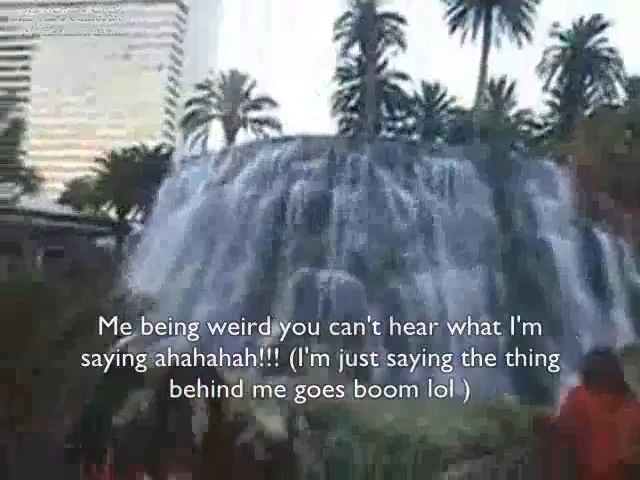 Me being weird you can't hear what I'm
saying ahahahah!!! (I'm just saying the thing
behind me goes boom lol )